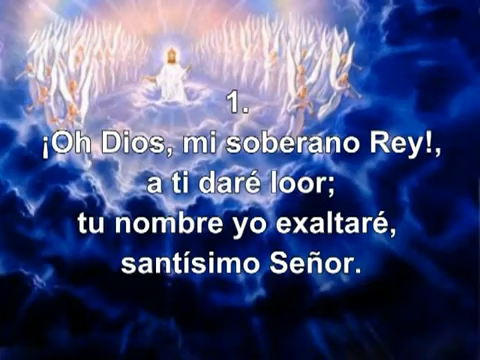 1.
¡Oh Dios, mi soberano Rey!,
a ti daré loor;
tu nombre yo exaltaré,
santísimo Señor.